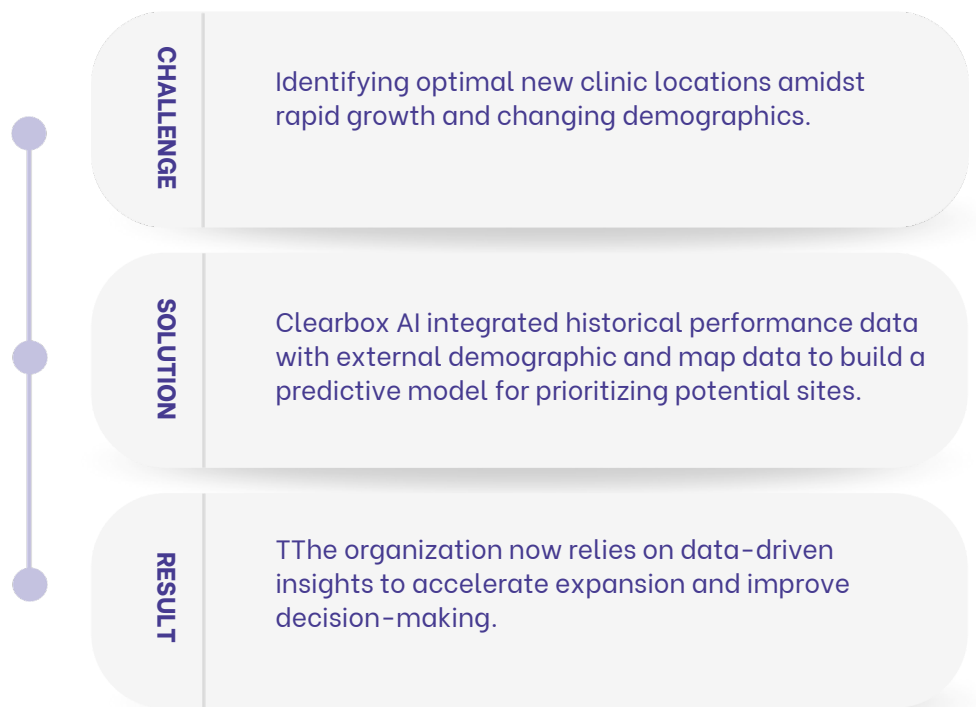 CHALLENGE
Identifying optimal new clinic locations amidst
rapid growth and changing demographics.
SOLUTION
Clearbox AI integrated historical performance data
with external demographic and map data to build a
predictive model for prioritizing potential sites.
RESULT
TThe organization now relies on data-driven
insights to accelerate expansion and improve
decision-making.